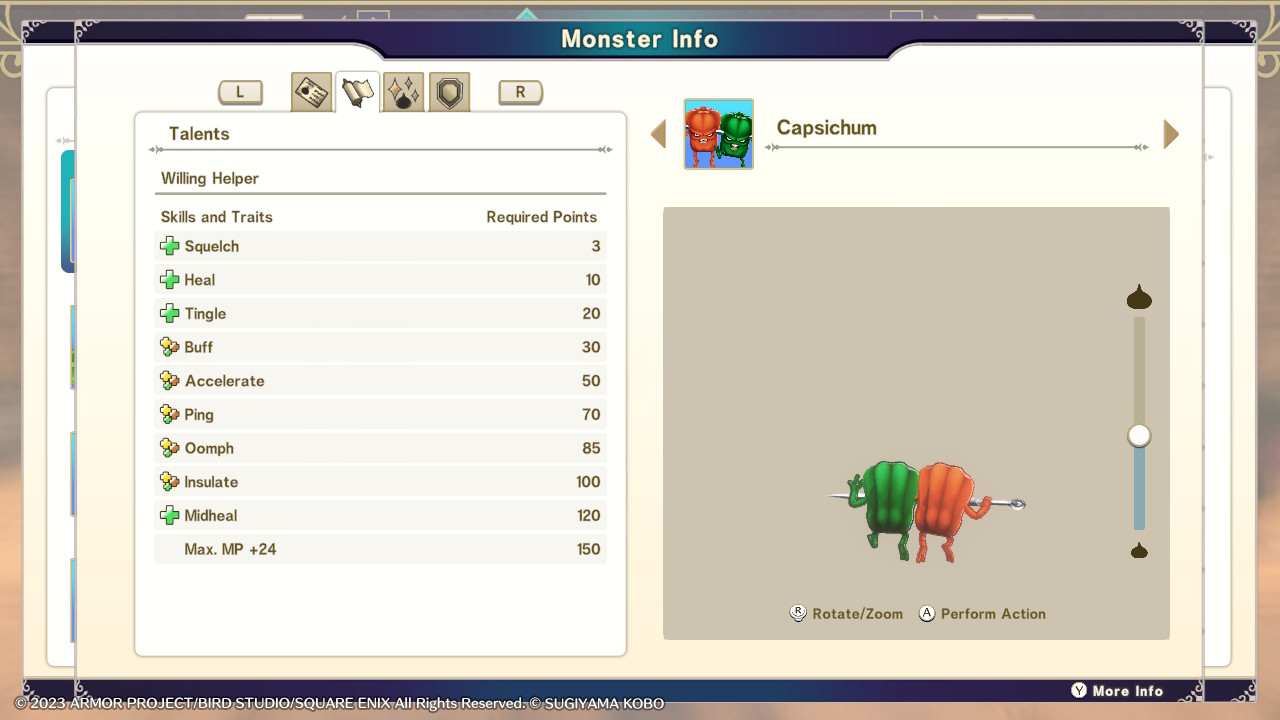 Monster Info
L
R
Talents
Willing Helper
Skills and Traits Required Points
Squelch 3
Heal 10
Tingle 20
Buff 30
Accelerate 50
Ping 70
Oomph 85
Insulate 100
Midheal 120
Max. MP +24 150
Capsichum
R Rotate/Zoom A Perform Action
Y More Info
© 2023 ARMOR PROJECT/BIRD STUDIO/SQUARE ENIX All Rights Reserved. © SUGIYAMA KOBO